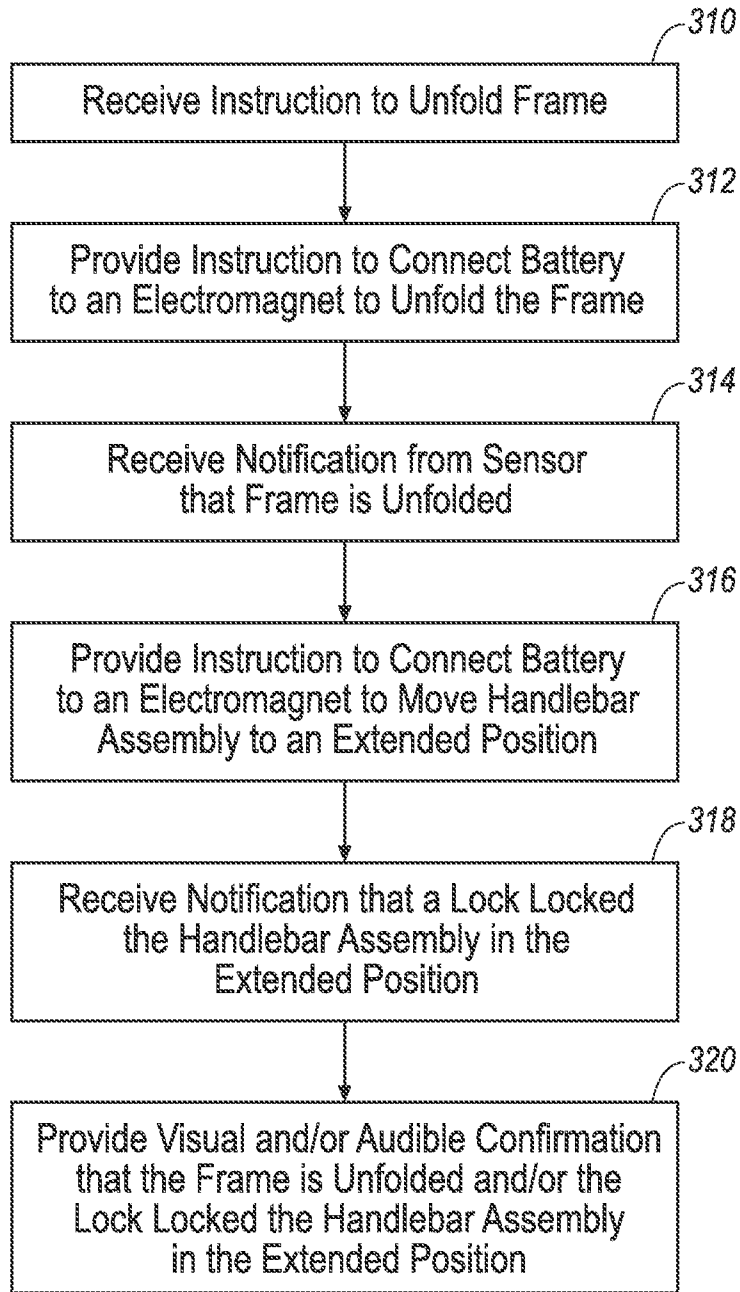 310
Receive Instruction to Unfold Frame
312
Provide Instruction to Connect Battery
to an Electromagnet to Unfold the Frame
314
Receive Notification from Sensor
that Frame is Unfolded
316
Provide Instruction to Connect Battery
to an Electromagnet to Move Handlebar
Assembly to an Extended Position
318
Receive Notification that a Lock Locked
the Handlebar Assembly in the
Extended Position
320
Provide Visual and/or Audible Confirmation
that the Frame is Unfolded and/or the
Lock Locked the Handlebar Assembly
in the Extended Position